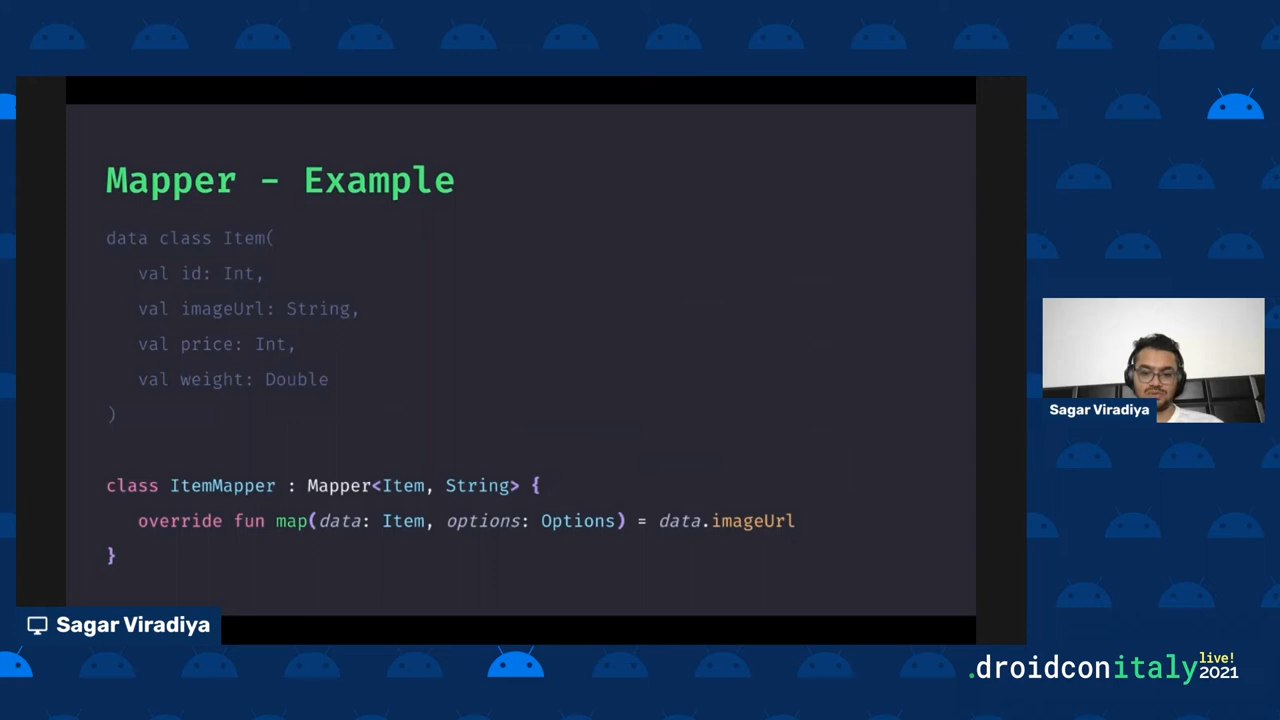 Mapper - Example
data class Item(
val id: Int,
val imageUrl: String,
val price: Int,
val weight: Double
)
class ItemMapper : Mapper<Item, String> {
override fun map(data: Item, options: Options) = data.imageUrl
}
Sagar Viradiya
Sagar Viradiya
.droidconitaly live! 2021